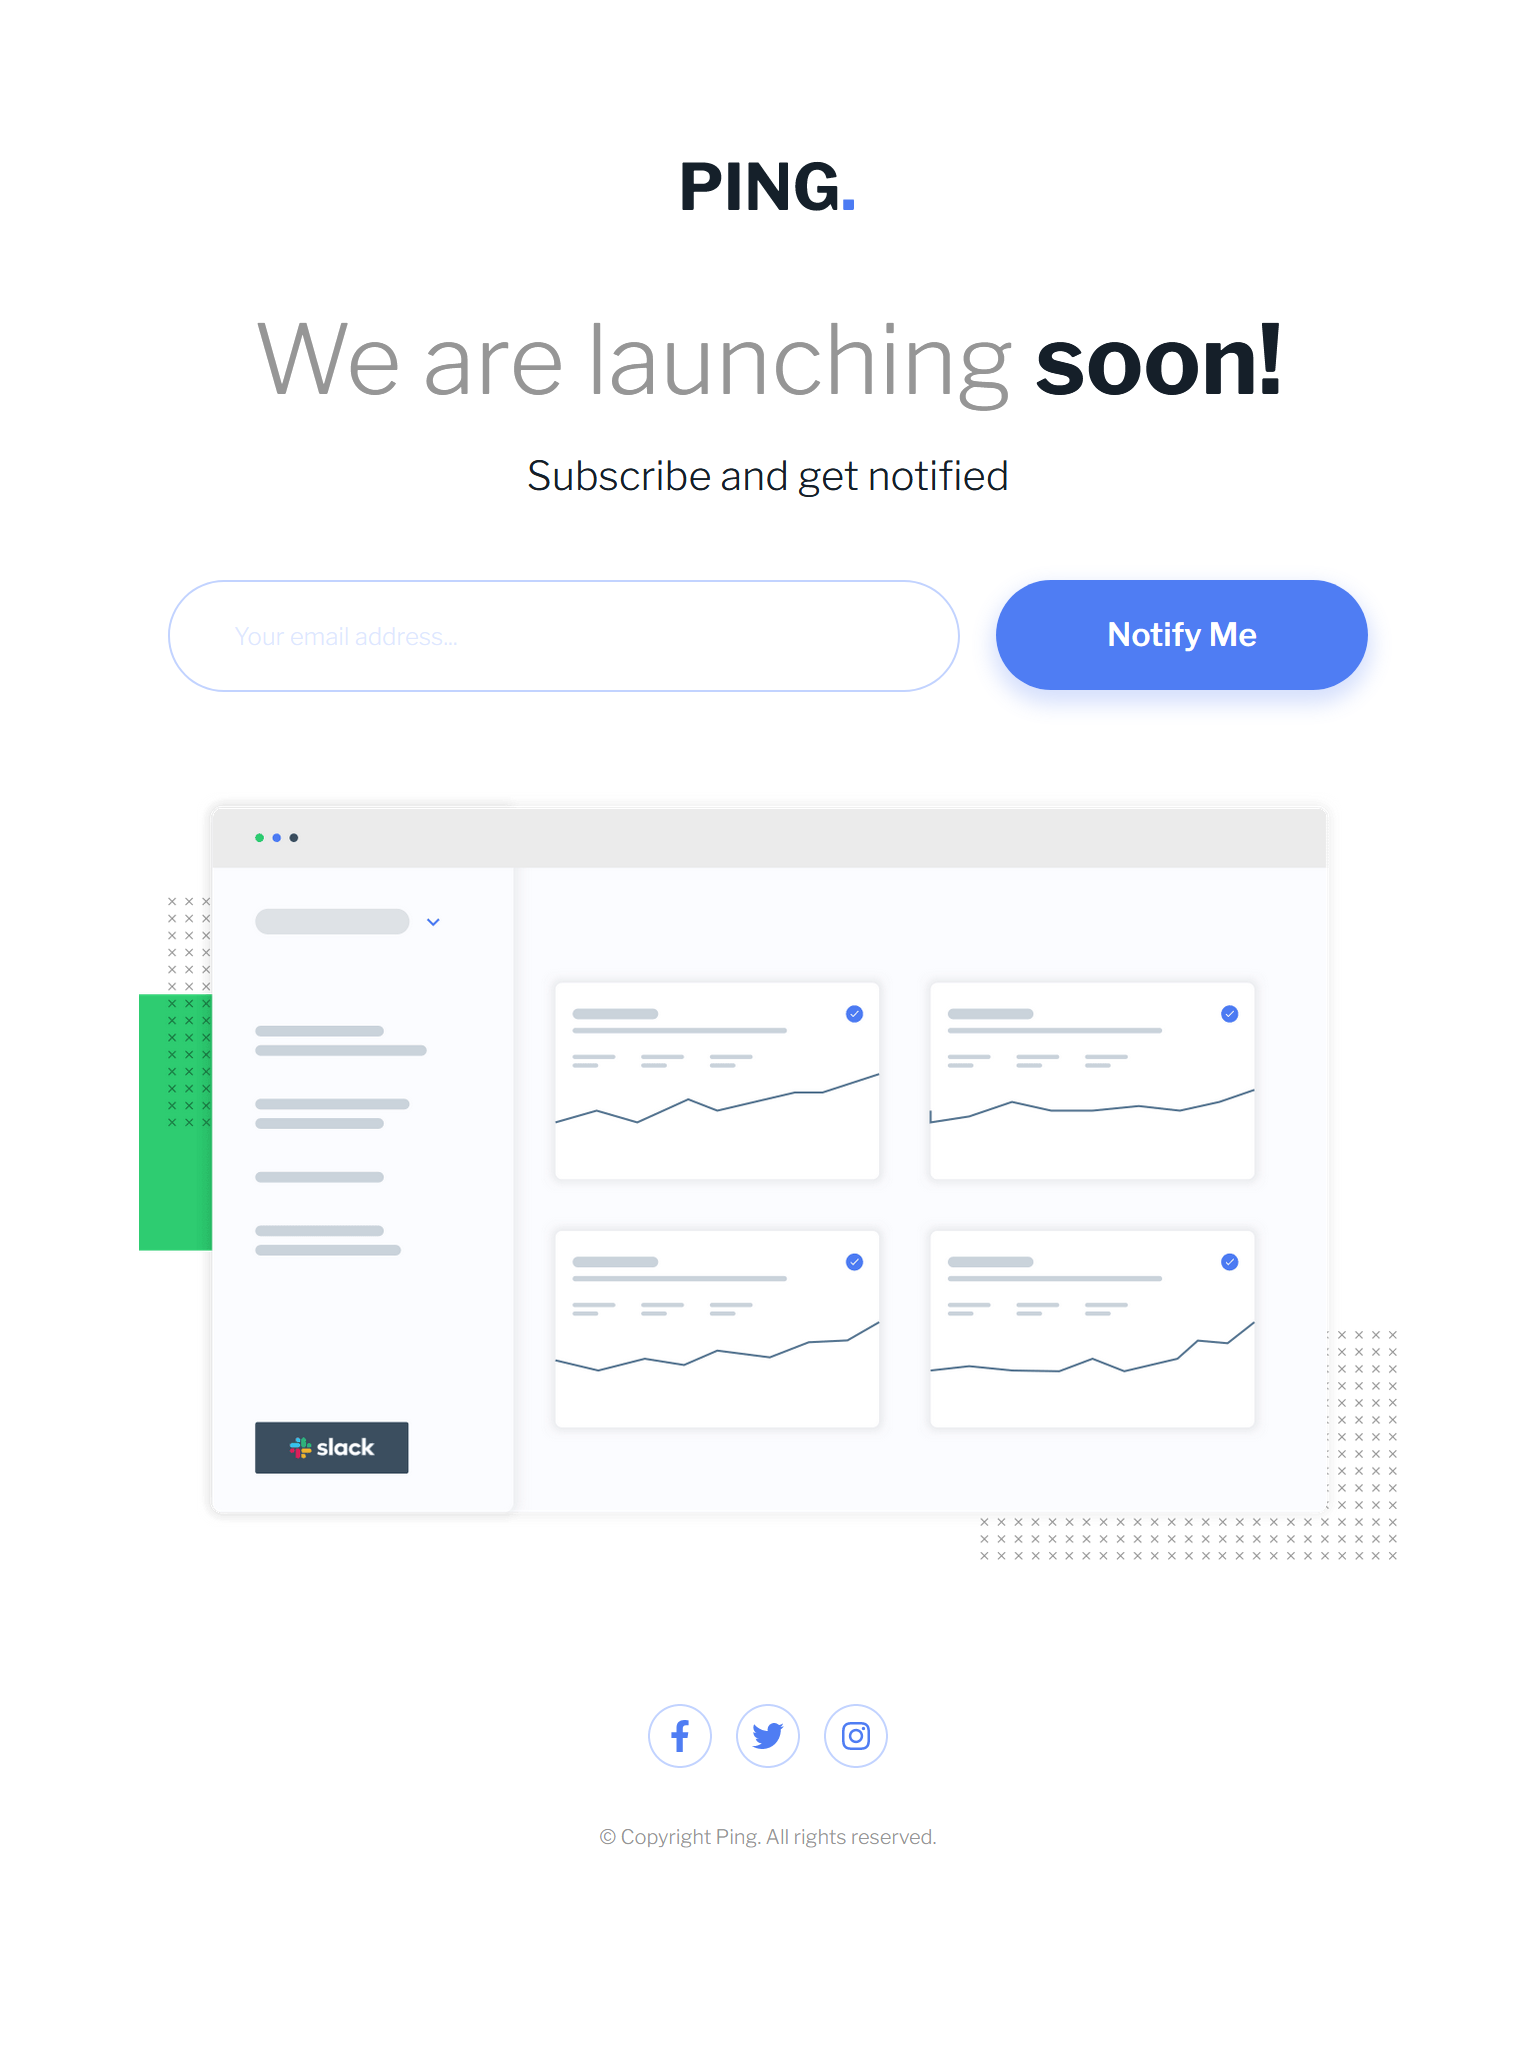 PING.
We are launching soon!
Subscribe and get notified
Your email address...
Notify Me
slack
© Copyright Ping. All rights reserved.